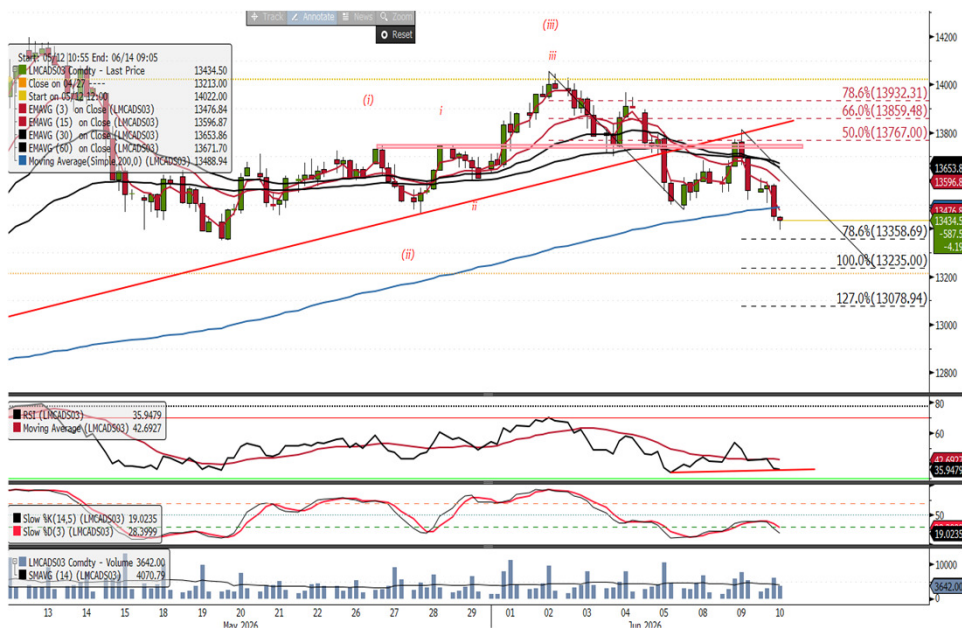 Track Annotate News Zoom
Reset
Start: 05/12 10:55 End: 06/14 09:05
LMCADS03 Comdty - Last Price 13434.50
Close on 04/27 ---- 13213.00
Start on 05/12 12:00 14022.00
EMAVG (3) on Close (LMCADS03) 13476.84
EMAVG (15) on Close (LMCADS03) 13596.87
EMAVG (30) on Close (LMCADS03) 13653.86
EMAVG (60) on Close (LMCADS03) 13671.70
Moving Average(Simple,200,0) (LMCADS03) 13488.94
(iii)
iii
(i)
i
ii
(ii)
78.6%(13932.31)
66.0%(13859.48)
50.0%(13767.00)
78.6%(13358.69)
100.0%(13235.00)
127.0%(13078.94)
14200
14000
13800
13653.8
13596.8
13476.8
13434.5
-587.5
-4.19
13200
13000
12800
RSI (LMCADS03) 35.9479
Moving Average (LMCADS03) 42.6927
80
60
42.6927
35.9479
Slow %K(14,5) (LMCADS03) 19.0235
Slow %D(3) (LMCADS03) 28.3999
50
19.0235
LMCADS03 Comdty - Volume 3642.00
SMAVG (14) (LMCADS03) 4070.79
10000
3642.00
0
13 14 15 18 19 20 21 22 25 26 27 28 29 01 02 03 04 05 08 09 10
May 2026 Jun 2026